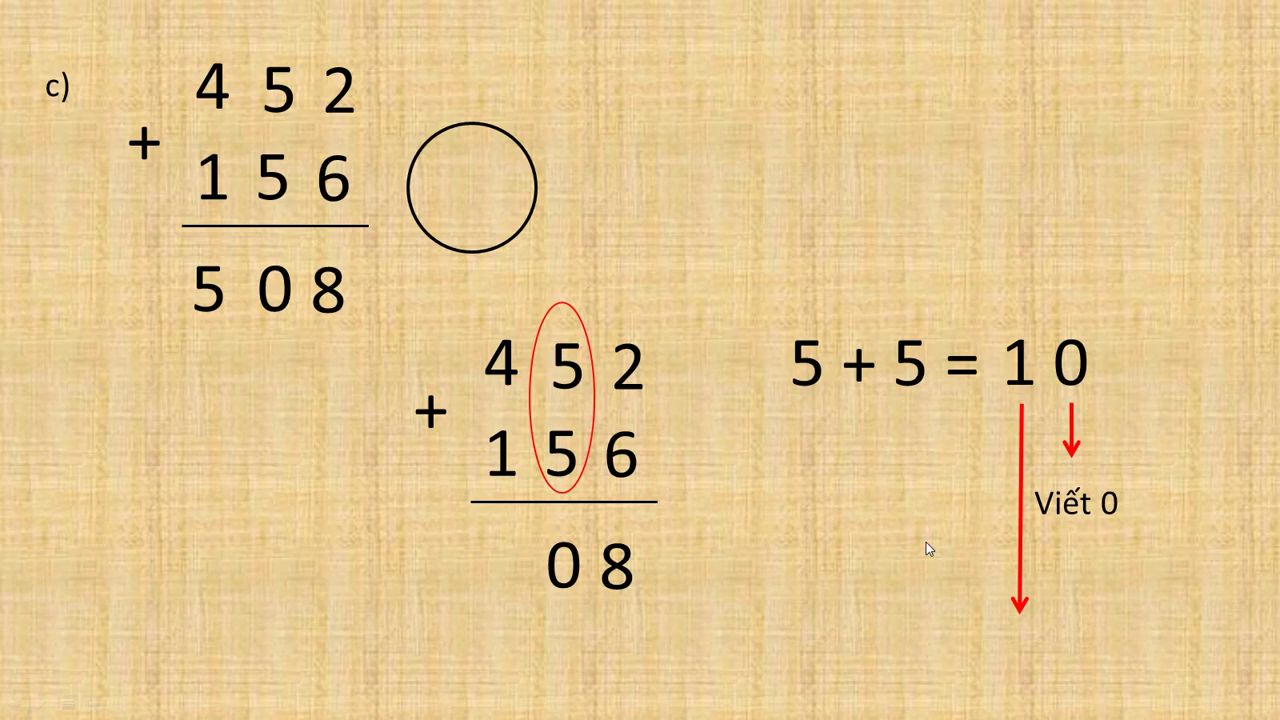 c)
4 5 2
+
1 5 6
5 0 8
4 5 2
+
1 5 6
0 8
5 + 5 = 1 0
Viết 0